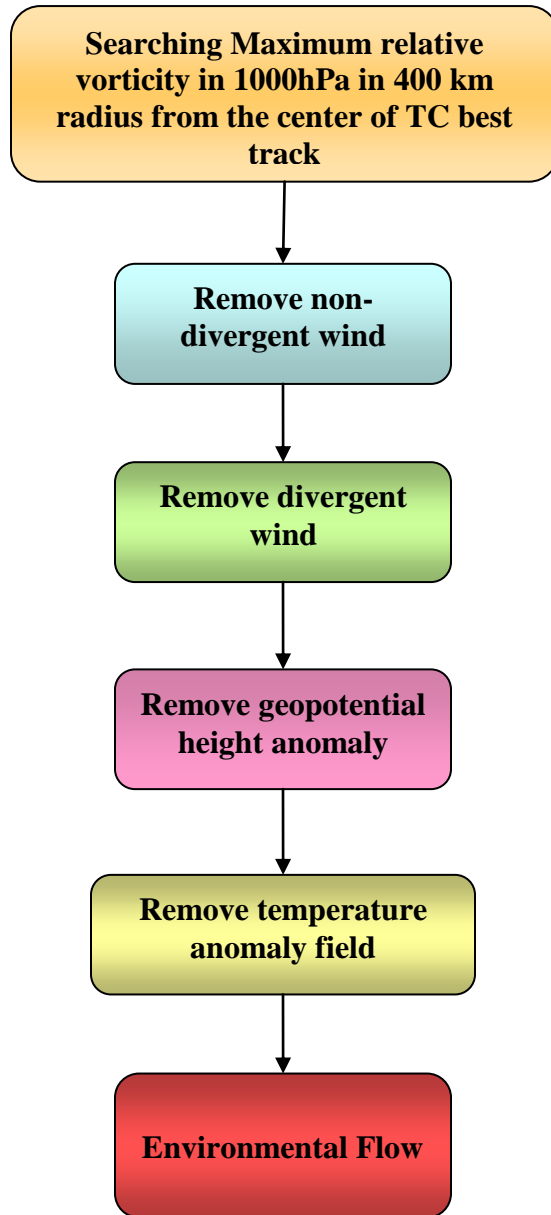 Searching Maximum relative
vorticity in 1000hPa in 400 km
radius from the center of TC best
track
Remove non-
divergent wind
Remove divergent
wind
Remove geopotential
height anomaly
Remove temperature
anomaly field
Environmental Flow